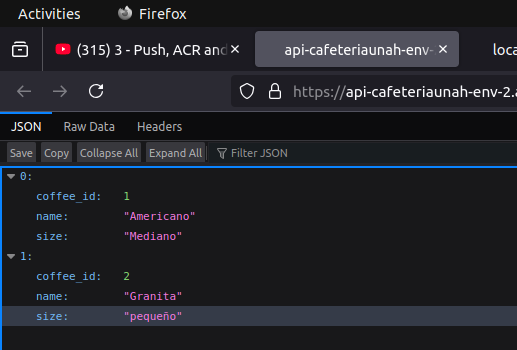 Activities Firefox
(315) 3 - Push, ACR and api-cafeteriaunah-env- loca
https://api-cafeteriaunah-env-2.a
JSON Raw Data Headers
Save Copy Collapse All Expand All Filter JSON
0:
coffee_id: 1
name: "Americano"
size: "Mediano"
1:
coffee_id: 2
name: "Granita"
size: "pequeño"